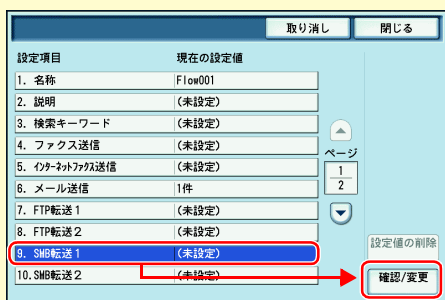 取り消し 閉じる
設定項目 現在の設定値
1. 名称 Flow001
2. 説明 (未設定)
3. 検索キーワード (未設定)
4. ファクス送信 (未設定)
5. インターネットファクス送信 (未設定)
6. メール送信 1件
7. FTP転送1 (未設定)
8. FTP転送2 (未設定)
9. SMB転送1 (未設定)
10. SMB転送2 (未設定)
ページ
1
2
設定値の削除
確認/変更